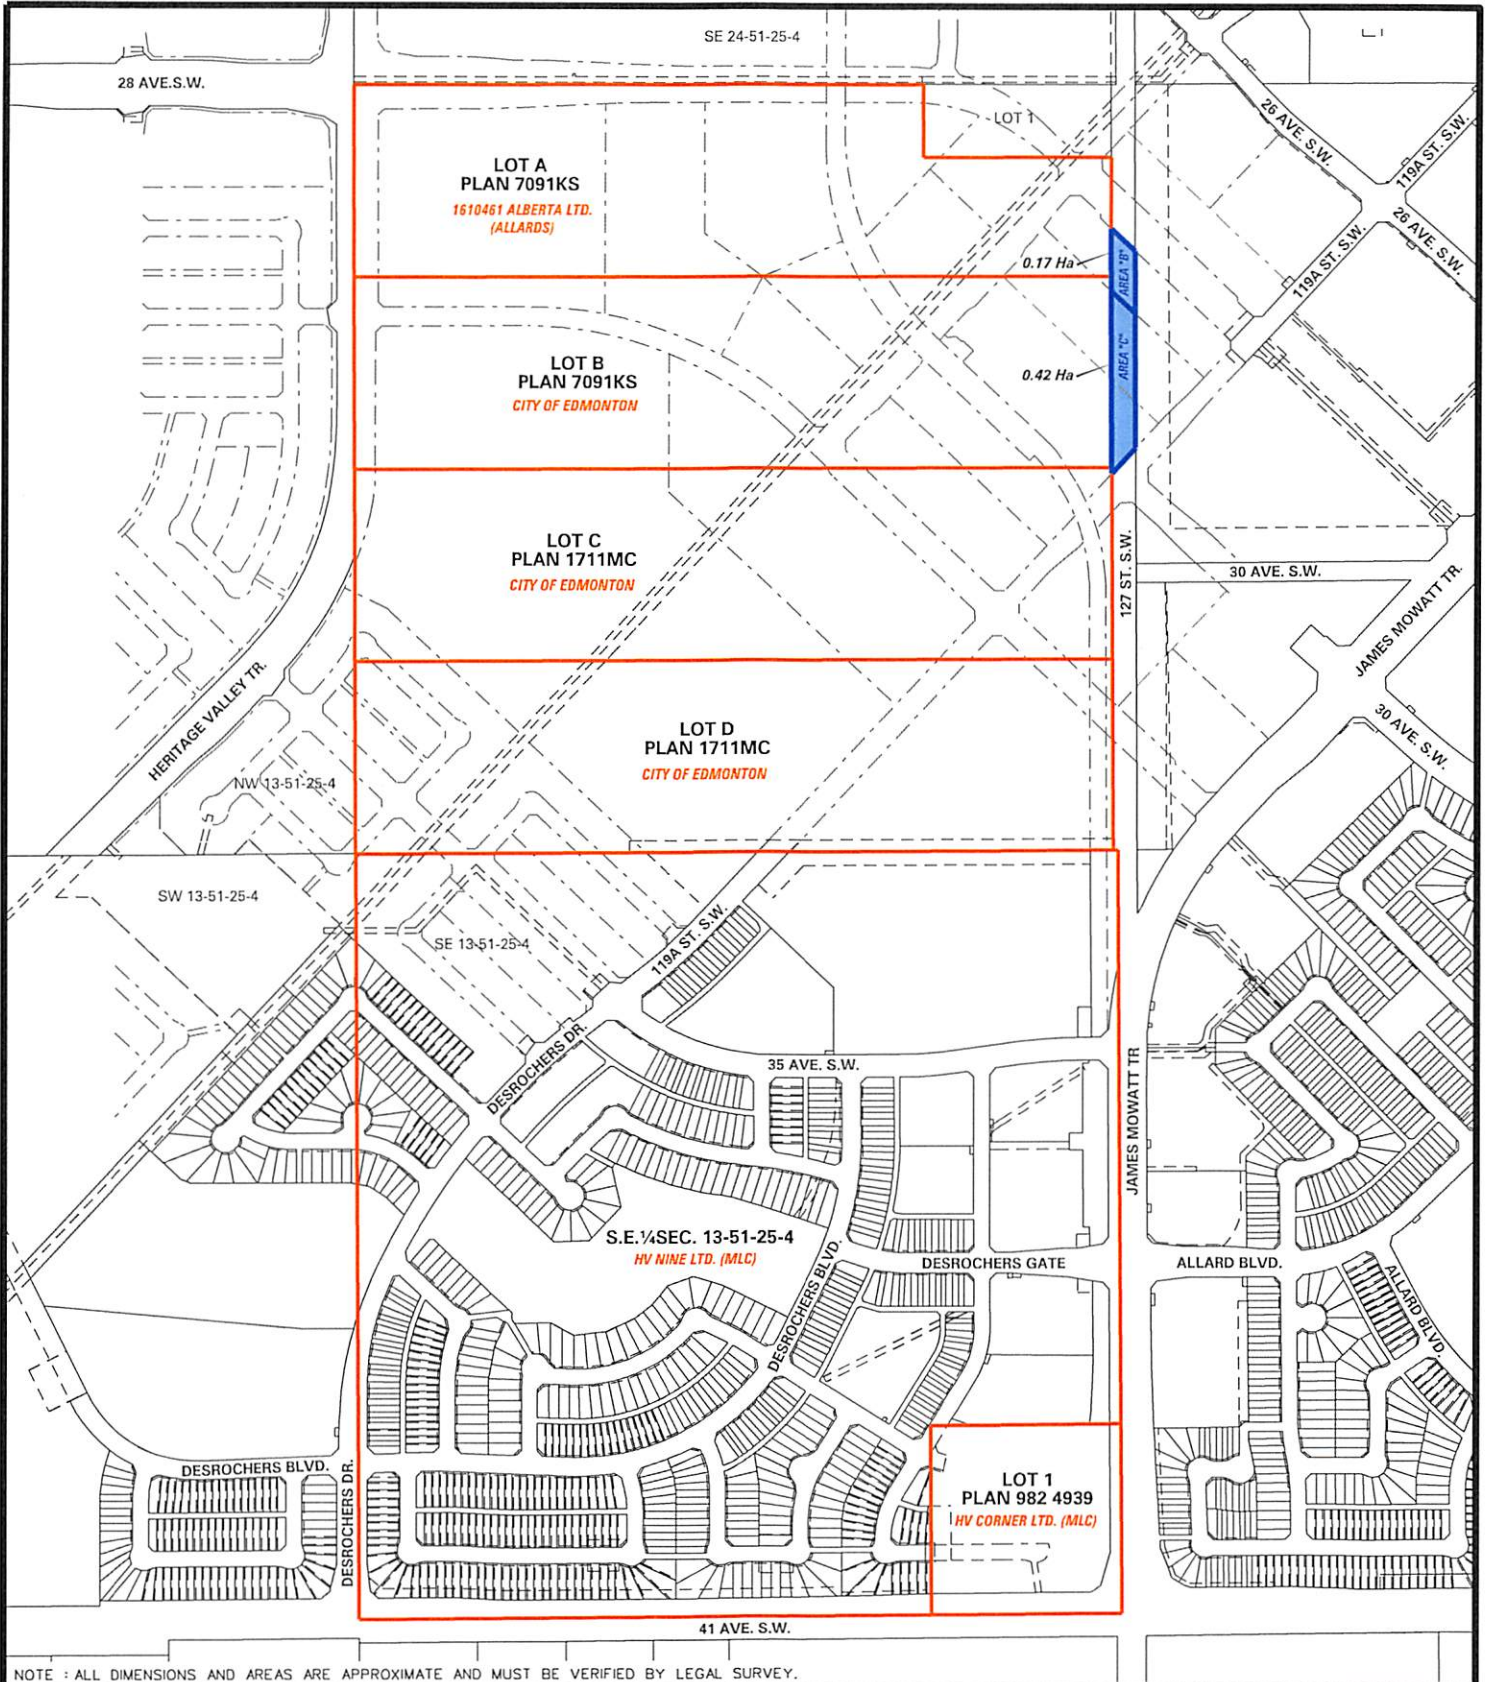 SE 24-51-25-4
28 AVE.S.W.
LOT 1
26 AVE. S.W.
119A ST. S.W.
LOT A
PLAN 7091KS
1610461 ALBERTA LTD.
(ALLARDS)
26 AVE. S.W.
119A ST. S.W.
0.17 Ha
AREA "B"
LOT B
PLAN 7091KS
CITY OF EDMONTON
0.42 Ha
AREA "C"
LOT C
PLAN 1711MC
CITY OF EDMONTON
127 ST. S.W.
30 AVE. S.W.
JAMES MOWATT TR.
HERITAGE VALLEY TR.
LOT D
PLAN 1711MC
CITY OF EDMONTON
30 AVE. S.W.
NW 13-51-25-4
SW 13-51-25-4
SE 13-51-25-4
119A ST. S.W.
DESROCHERS DR.
35 AVE. S.W.
JAMES MOWATT TR
S.E.¼SEC. 13-51-25-4
HV NINE LTD. (MLC)
DESROCHERS BLVD.
DESROCHERS GATE
ALLARD BLVD.
ALLARD BLVD.
DESROCHERS BLVD.
DESROCHERS DR.
LOT 1
PLAN 982 4939
HV CORNER LTD. (MLC)
41 AVE. S.W.
NOTE : ALL DIMENSIONS AND AREAS ARE APPROXIMATE AND MUST BE VERIFIED BY LEGAL SURVEY.